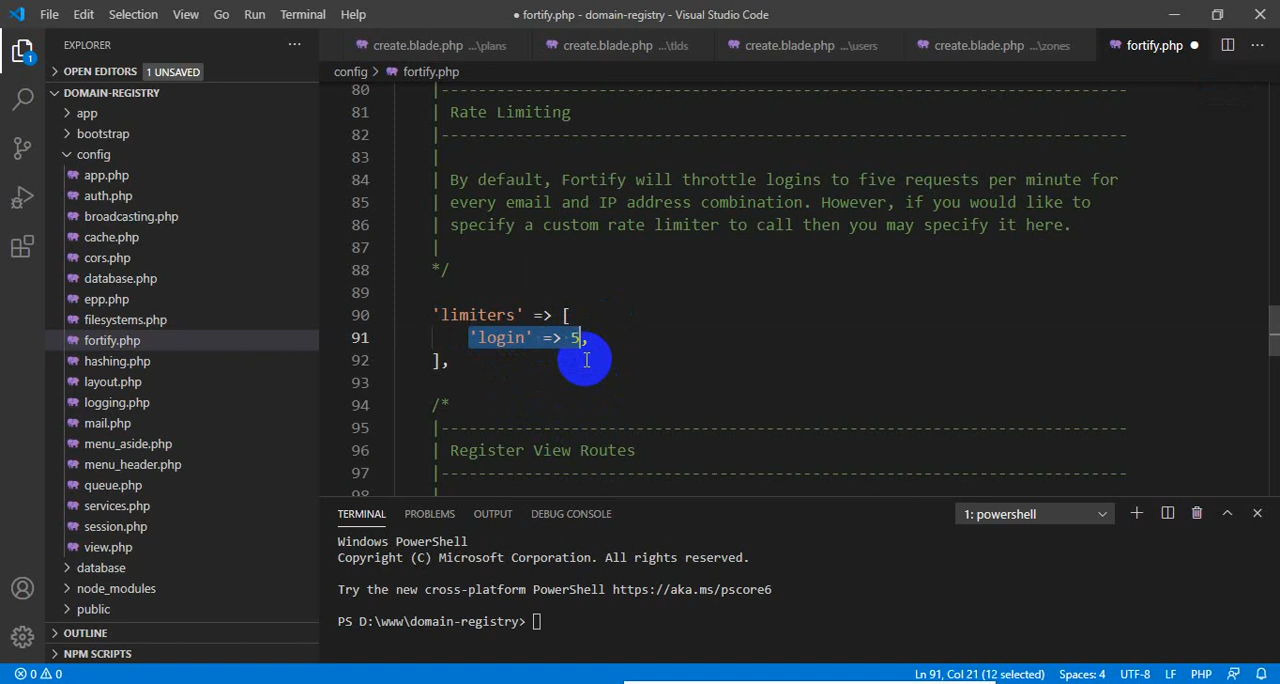 File Edit Selection View Go Run Terminal Help
● fortify.php - domain-registry - Visual Studio Code
EXPLORER
create.blade.php ...\plans
create.blade.php ...\tlds
create.blade.php ...\users
create.blade.php ...\zones
fortify.php ●
1
OPEN EDITORS 1 UNSAVED
DOMAIN-REGISTRY
app
bootstrap
config
app.php
auth.php
broadcasting.php
cache.php
cors.php
database.php
epp.php
filesystems.php
fortify.php
hashing.php
layout.php
logging.php
mail.php
menu_aside.php
menu_header.php
queue.php
services.php
session.php
view.php
database
node_modules
public
OUTLINE
NPM SCRIPTS
config > fortify.php
80 |--------------------------------------------------------------------------
81 | Rate Limiting
82 |--------------------------------------------------------------------------
83 |
84 | By default, Fortify will throttle logins to five requests per minute for
85 | every email and IP address combination. However, if you would like to
86 | specify a custom rate limiter to call then you may specify it here.
87 |
88 */
89
90 'limiters' => [
91 'login' => 5,
92 ],
93
94 /*
95 |--------------------------------------------------------------------------
96 | Register View Routes
97 |--------------------------------------------------------------------------
98 |
TERMINAL PROBLEMS OUTPUT DEBUG CONSOLE
1: powershell
Windows PowerShell
Copyright (C) Microsoft Corporation. All rights reserved.
Try the new cross-platform PowerShell https://aka.ms/pscore6
PS D:\www\domain-registry>
0 0
Ln 91, Col 21 (12 selected) Spaces: 4 UTF-8 LF PHP